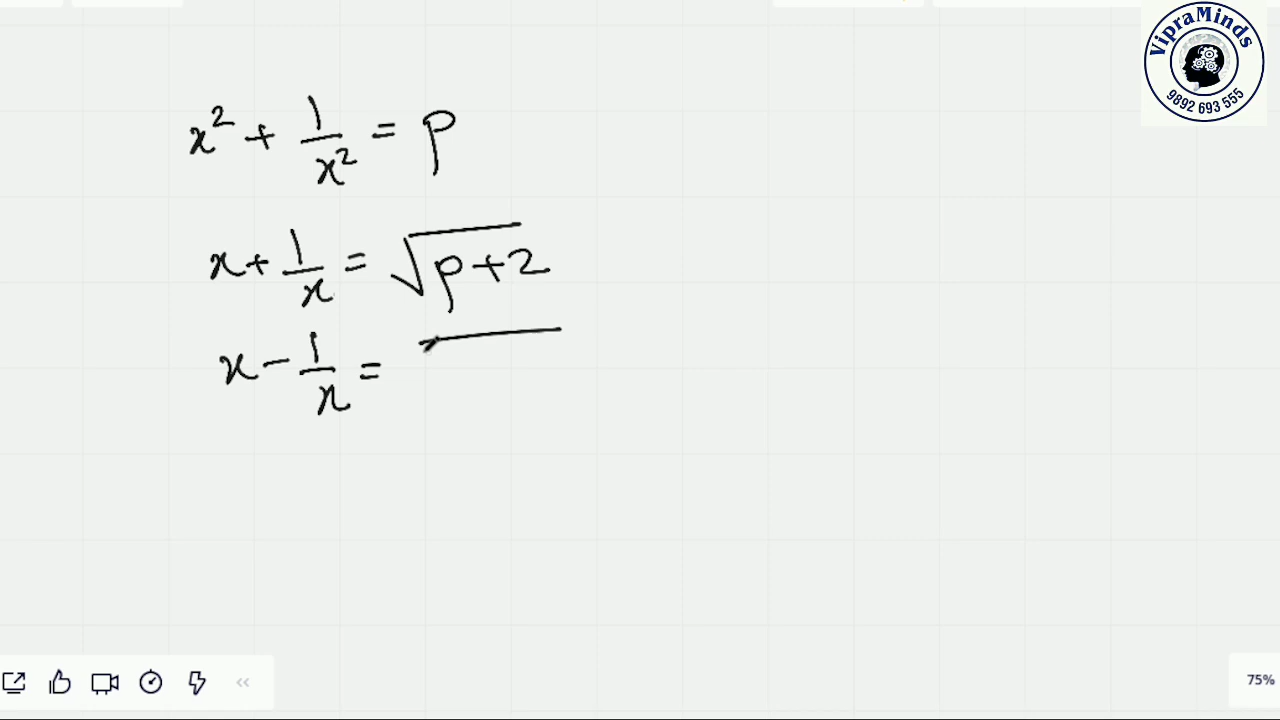 VipraMinds
9892 693 555
x² + 1/x² = p
x + 1/x = √(p+2)
x - 1/x =
75%